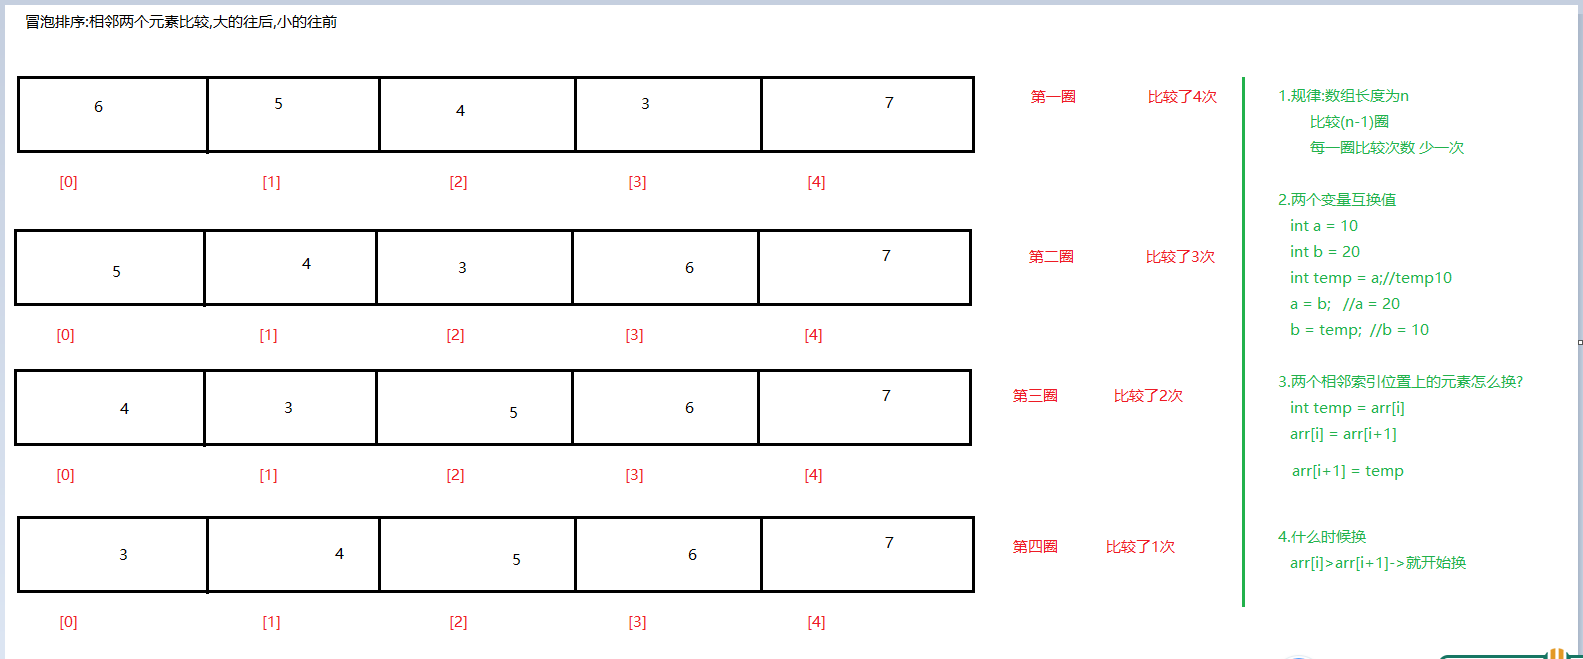 冒泡排序:相邻两个元素比较,大的往后,小的往前
6 5 4 3 7 第一圈 比较了4次
[0] [1] [2] [3] [4]
5 4 3 6 7 第二圈 比较了3次
[0] [1] [2] [3] [4]
4 3 5 6 7 第三圈 比较了2次
[0] [1] [2] [3] [4]
3 4 5 6 7 第四圈 比较了1次
[0] [1] [2] [3] [4]
1.规律:数组长度为n
比较(n-1)圈
每一圈比较次数 少一次
2.两个变量互换值
int a = 10
int b = 20
int temp = a;//temp10
a = b; //a = 20
b = temp; //b = 10
3.两个相邻索引位置上的元素怎么换?
int temp = arr[i]
arr[i] = arr[i+1]
arr[i+1] = temp
4.什么时候换
arr[i]>arr[i+1]->就开始换